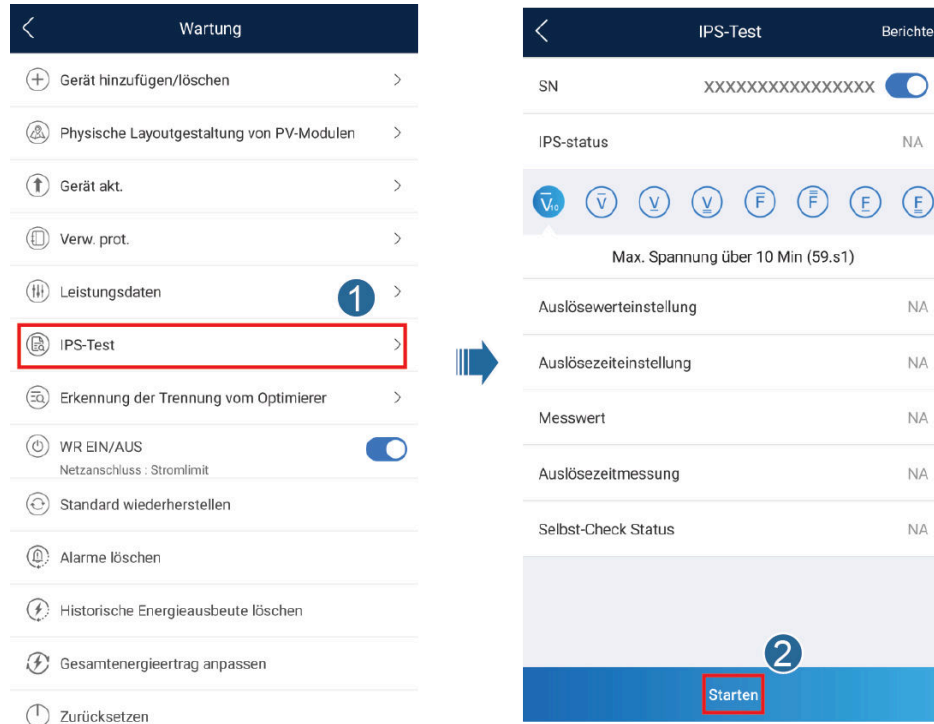 Wartung
Gerät hinzufügen/löschen
Physische Layoutgestaltung von PV-Modulen
Gerät akt.
Verw. prot.
Leistungsdaten
1
IPS-Test
Erkennung der Trennung vom Optimierer
WR EIN/AUS
Netzanschluss : Stromlimit
Standard wiederherstellen
Alarme löschen
Historische Energieausbeute löschen
Gesamtenergieertrag anpassen
Zurücksetzen
IPS-Test Berichte
SN XXXXXXXXXXXXXXXX
IPS-status NA
V10 V V V F F F F
Max. Spannung über 10 Min (59.s1)
Auslösewerteinstellung NA
Auslösezeiteinstellung NA
Messwert NA
Auslösezeitmessung NA
Selbst-Check Status NA
2
Starten